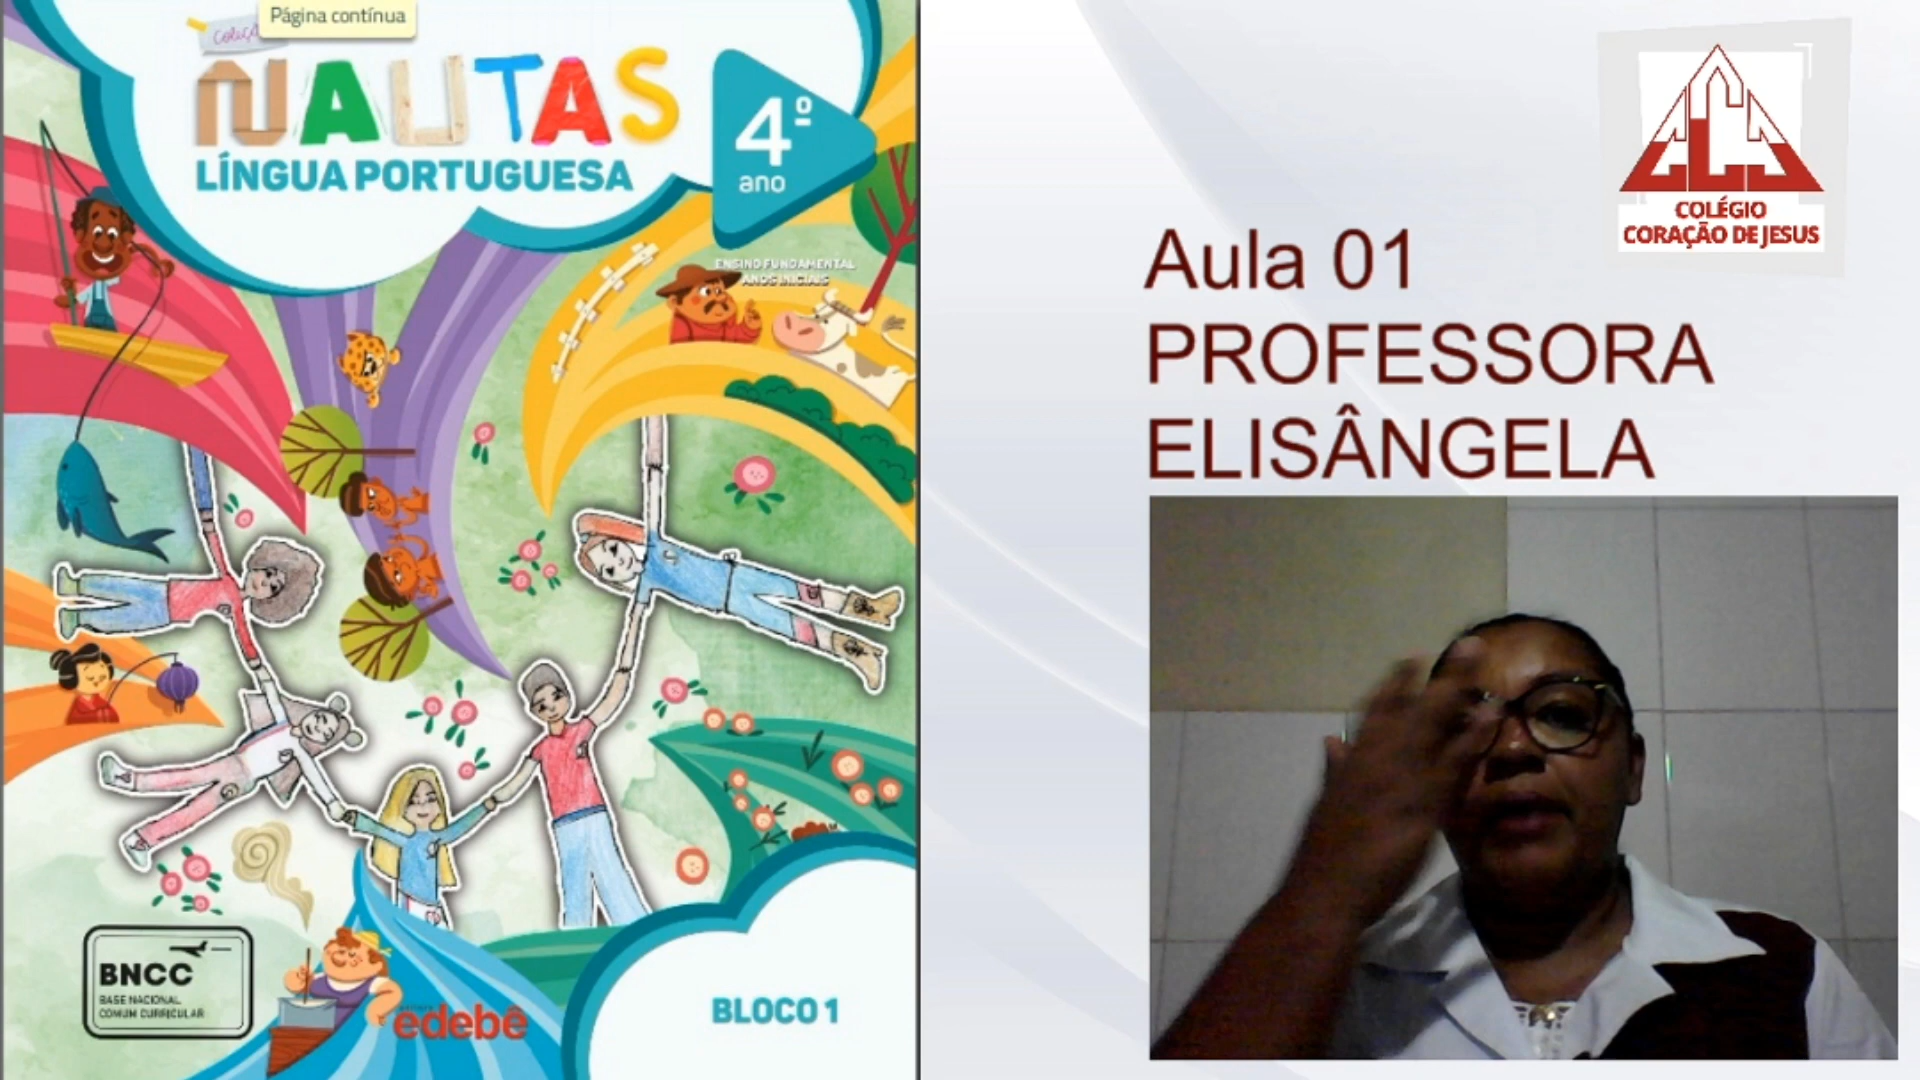 Página contínua
NAUTAS
LÍNGUA PORTUGUESA
4º
ano
ENSINO FUNDAMENTAL
ANOS INICIAIS
BNCC
BASE NACIONAL
COMUM CURRICULAR
edebê
BLOCO 1
COLÉGIO
CORAÇÃO DE JESUS
Aula 01
PROFESSORA
ELISÂNGELA